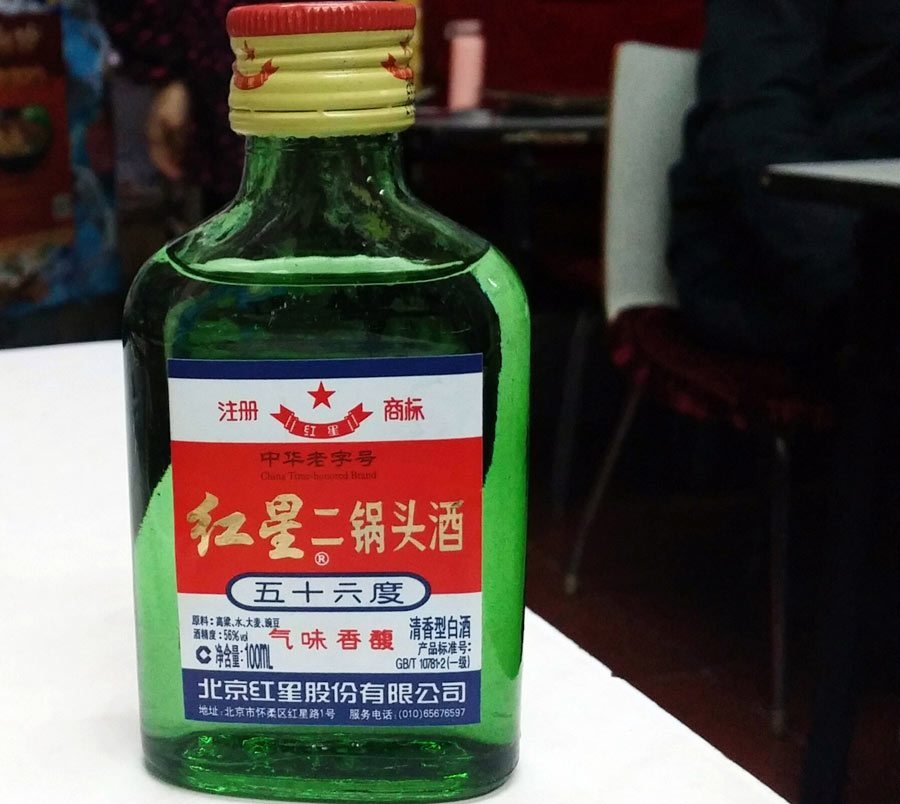 注册 商标
红星
中华老字号
China Time-honored Brand
红星二锅头酒
®
五十六度
原料：高粱、水、大麦、豌豆
酒精度：56%vol
净含量：100mL
气味香馥
清香型白酒
产品标准号：
GB/T 10781·2(一级)
北京红星股份有限公司
地址：北京市怀柔区红星路1号 服务电话：(010)65676597